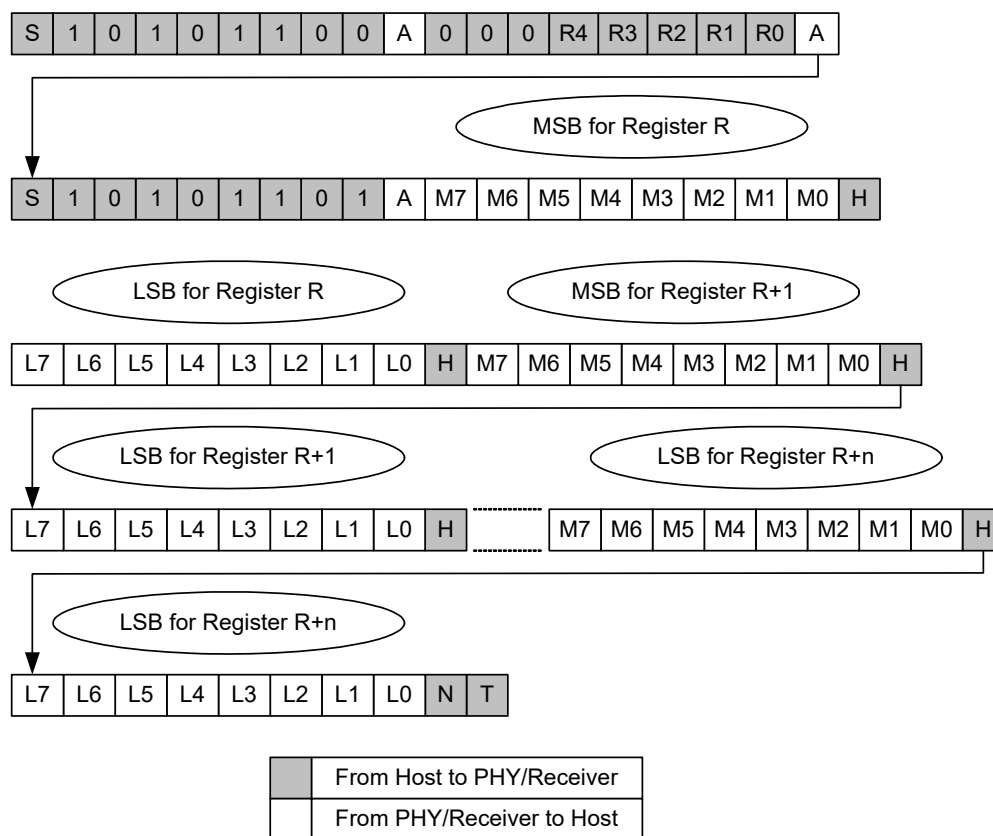 S 1 0 1 0 1 1 0 0 A 0 0 0 R4 R3 R2 R1 R0 A
MSB for Register R
S 1 0 1 0 1 1 0 1 A M7 M6 M5 M4 M3 M2 M1 M0 H
LSB for Register R MSB for Register R+1
L7 L6 L5 L4 L3 L2 L1 L0 H M7 M6 M5 M4 M3 M2 M1 M0 H
LSB for Register R+1 LSB for Register R+n
L7 L6 L5 L4 L3 L2 L1 L0 H M7 M6 M5 M4 M3 M2 M1 M0 H
LSB for Register R+n
L7 L6 L5 L4 L3 L2 L1 L0 N T
From Host to PHY/Receiver
From PHY/Receiver to Host